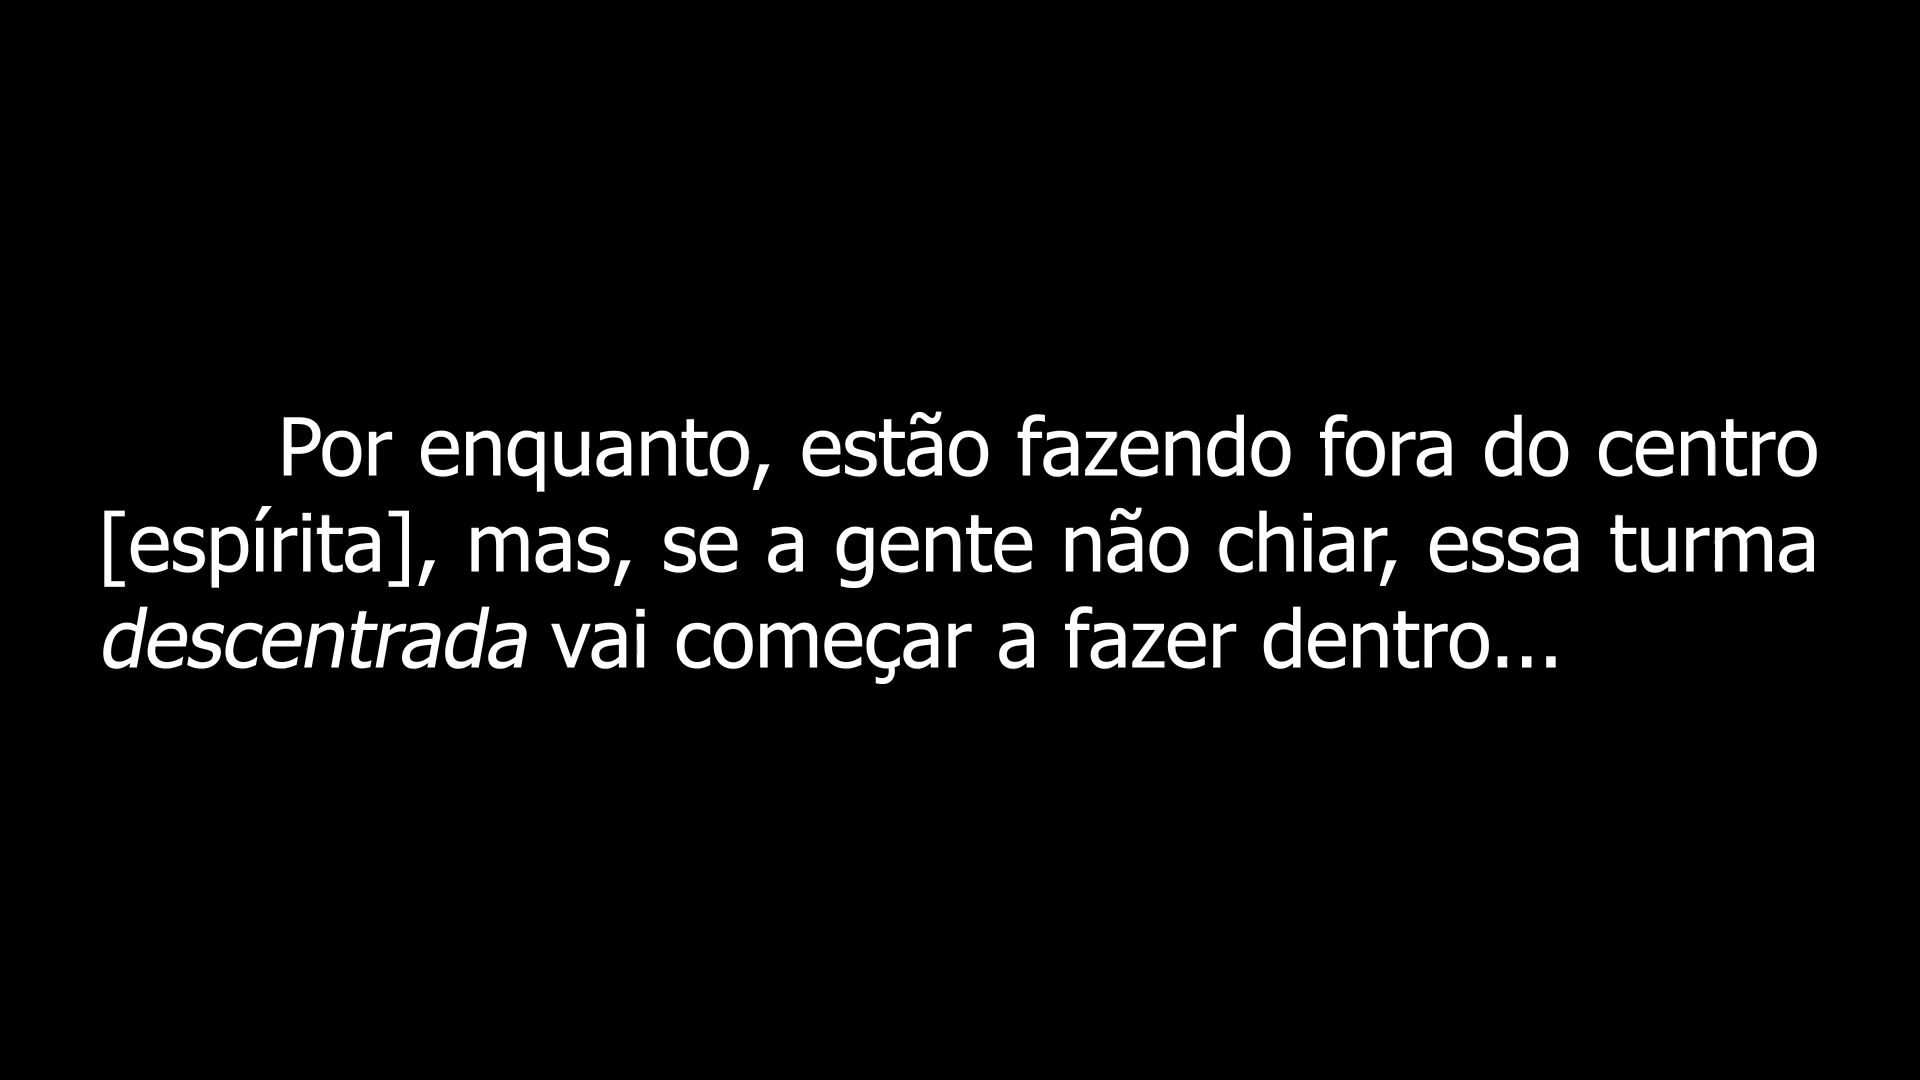 Por enquanto, estão fazendo fora do centro
[espírita], mas, se a gente não chiar, essa turma
descentrada vai começar a fazer dentro...